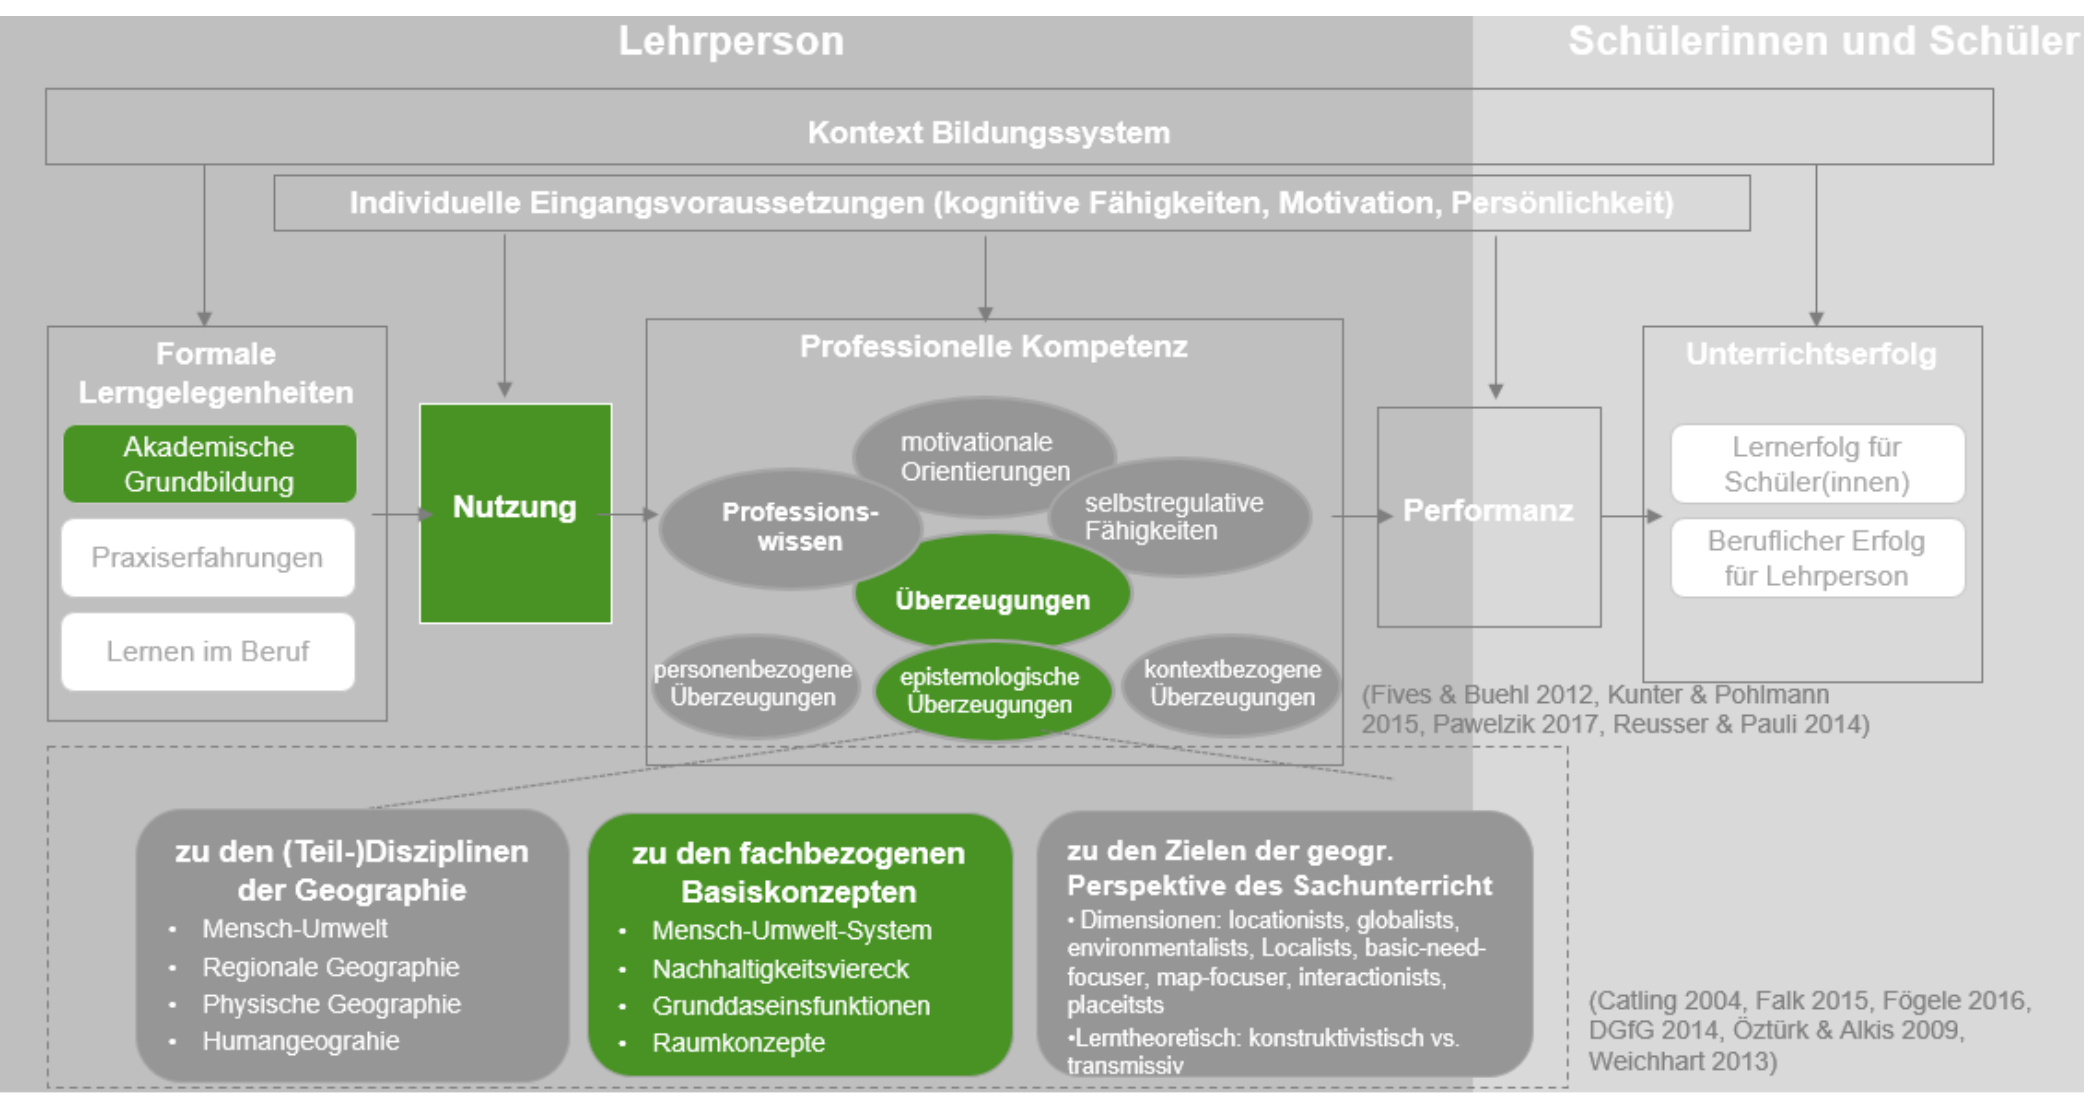 Lehrperson
Schülerinnen und Schüler
Kontext Bildungssystem
Individuelle Eingangsvoraussetzungen (kognitive Fähigkeiten, Motivation, Persönlichkeit)
Formale
Lerngelegenheiten
Akademische
Grundbildung
Praxiserfahrungen
Lernen im Beruf
Nutzung
Professionelle Kompetenz
motivationale
Orientierungen
Professions-
wissen
selbstregulative
Fähigkeiten
Überzeugungen
personenbezogene
Überzeugungen
epistemologische
Überzeugungen
kontextbezogene
Überzeugungen
Performanz
Unterrichtserfolg
Lernerfolg für
Schüler(innen)
Beruflicher Erfolg
für Lehrperson
(Fives & Buehl 2012, Kunter & Pohlmann
2015, Pawelzik 2017, Reusser & Pauli 2014)
zu den (Teil-)Disziplinen
der Geographie
• Mensch-Umwelt
• Regionale Geographie
• Physische Geographie
• Humangeograhie
zu den fachbezogenen
Basiskonzepten
• Mensch-Umwelt-System
• Nachhaltigkeitsviereck
• Grunddaseinsfunktionen
• Raumkonzepte
zu den Zielen der geogr.
Perspektive des Sachunterricht
• Dimensionen: locationists, globalists,
environmentalists, Localists, basic-need-
focuser, map-focuser, interactionists,
placeitsts
•Lerntheoretisch: konstruktivistisch vs.
transmissiv
(Catling 2004, Falk 2015, Fögele 2016,
DGfG 2014, Öztürk & Alkis 2009,
Weichhart 2013)